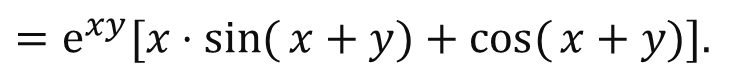 = e^{xy}[x · sin( x + y) + cos( x + y)].